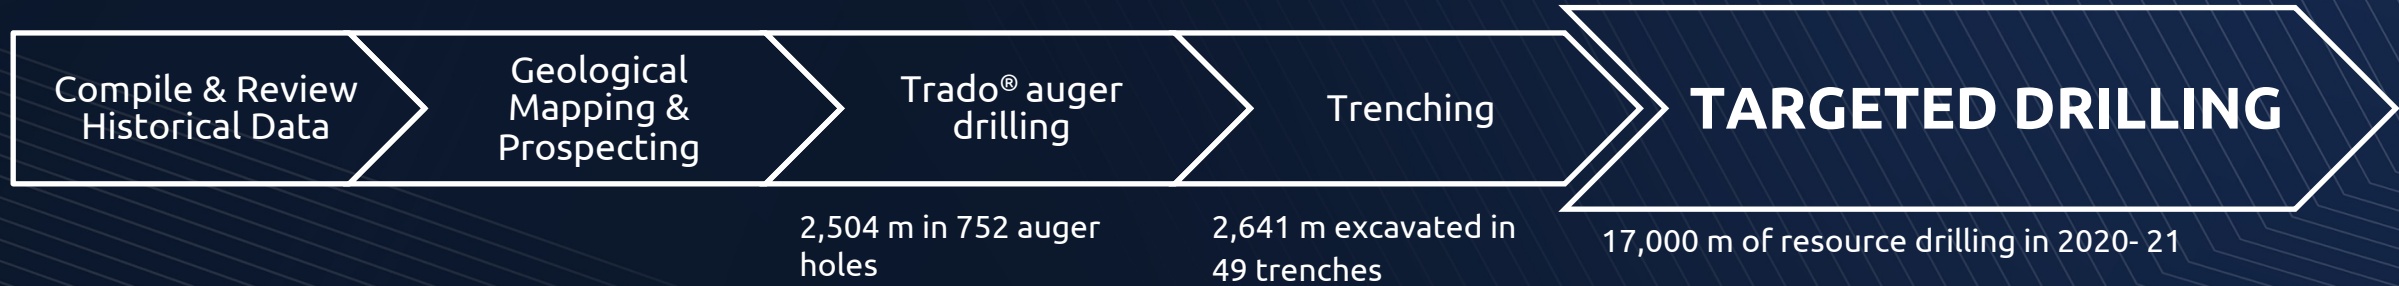 Compile & Review
Historical Data
Geological
Mapping &
Prospecting
Trado® auger
drilling
Trenching
TARGETED DRILLING
2,504 m in 752 auger
holes
2,641 m excavated in
49 trenches
17,000 m of resource drilling in 2020- 21